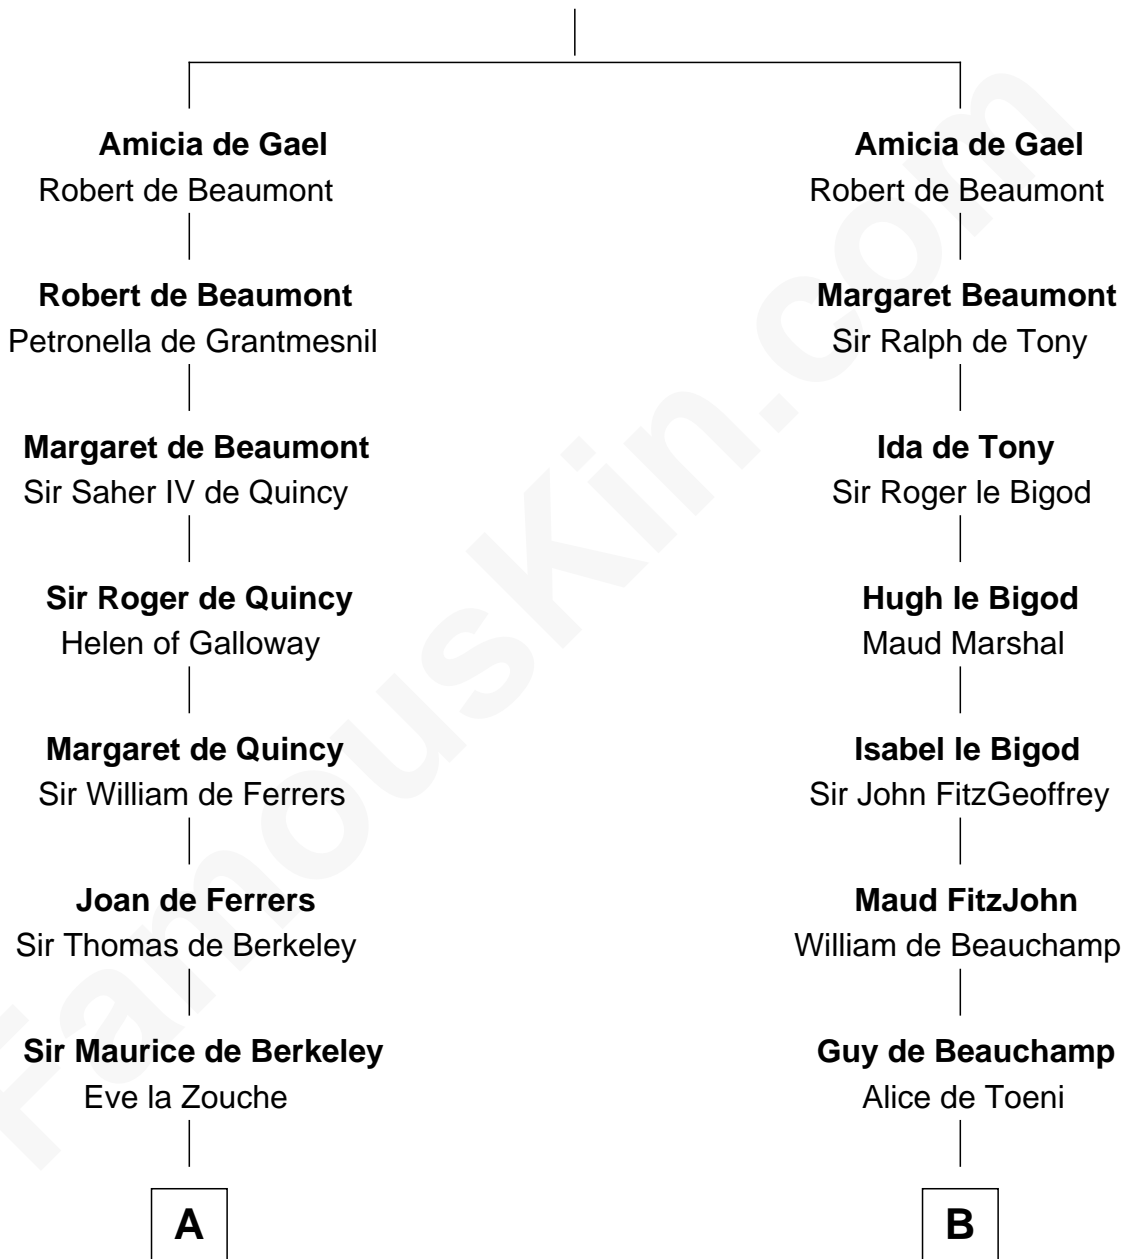 Amicia de Gael
Robert de Beaumont
Robert de Beaumont
Petronella de Grantmesnil
Margaret de Beaumont
Sir Saher IV de Quincy
Sir Roger de Quincy
Helen of Galloway
Margaret de Quincy
Sir William de Ferrers
Joan de Ferrers
Sir Thomas de Berkeley
Sir Maurice de Berkeley
Eve la Zouche
A
Amicia de Gael
Robert de Beaumont
Margaret Beaumont
Sir Ralph de Tony
Ida de Tony
Sir Roger le Bigod
Hugh le Bigod
Maud Marshal
Isabel le Bigod
Sir John FitzGeoffrey
Maud FitzJohn
William de Beauchamp
Guy de Beauchamp
Alice de Toeni
B
FamousKin.com